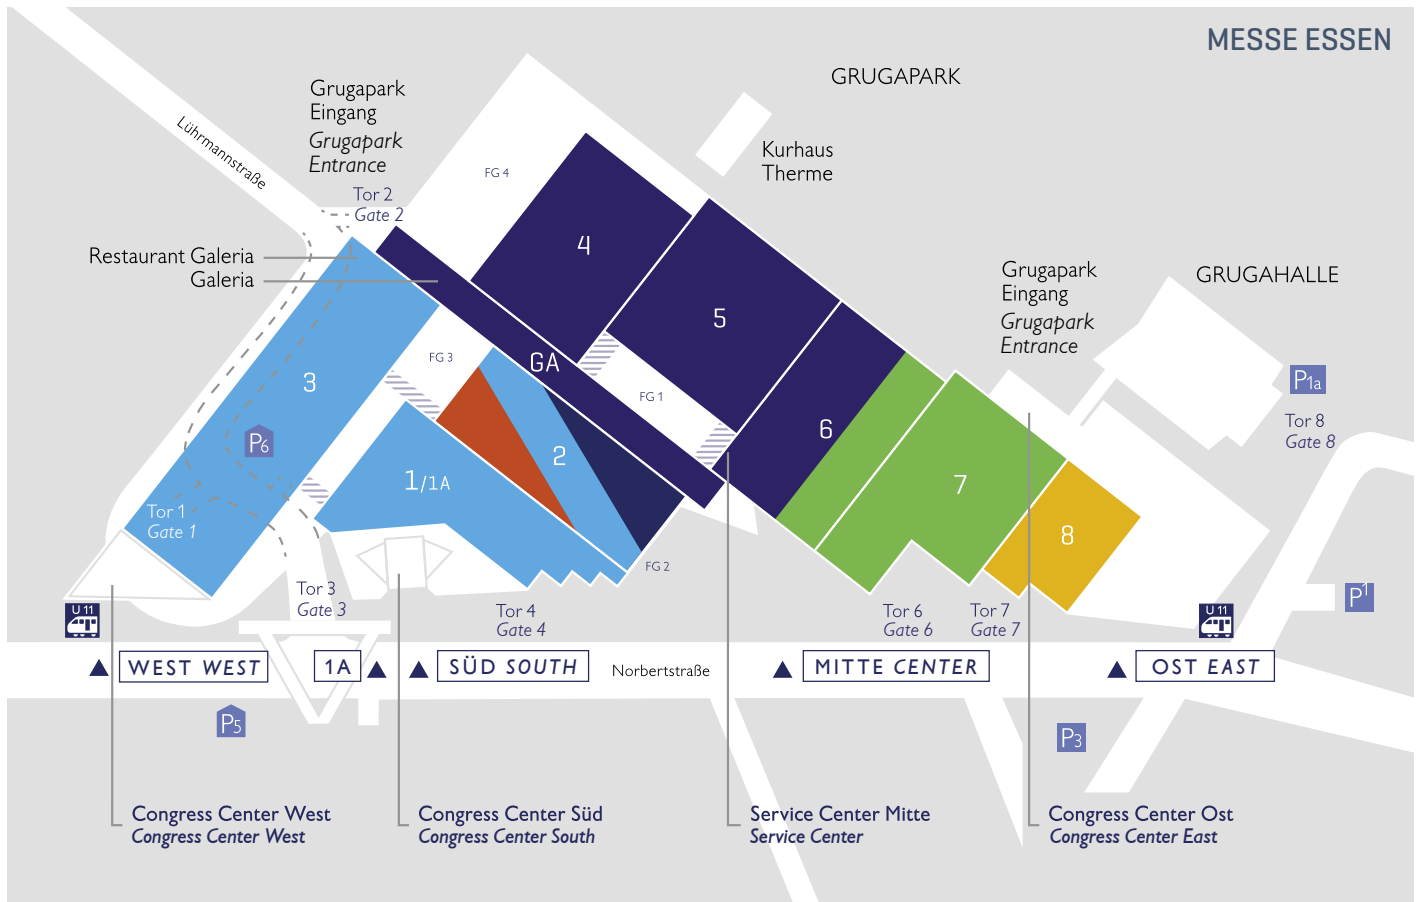 MESSE ESSEN
GRUGAPARK
Grugapark
Eingang
Grugapark
Entrance
Lührmannstraße
Kurhaus
Therme
FG 4
Tor 2
Gate 2
4
Restaurant Galeria
Galeria
Grugapark
Eingang
Grugapark
Entrance
GRUGAHALLE
5
FG 3
GA
3
FG 1
P1a
Tor 8
Gate 8
6
P6
2
1/1A
7
Tor 1
Gate 1
8
FG 2
Tor 3
Gate 3
Tor 4
Gate 4
Tor 6
Gate 6
Tor 7
Gate 7
P1
U 11
U 11
WEST WEST
1A
SÜD SOUTH
Norbertstraße
MITTE CENTER
OST EAST
P5
P3
Congress Center West
Congress Center West
Congress Center Süd
Congress Center South
Service Center Mitte
Service Center
Congress Center Ost
Congress Center East